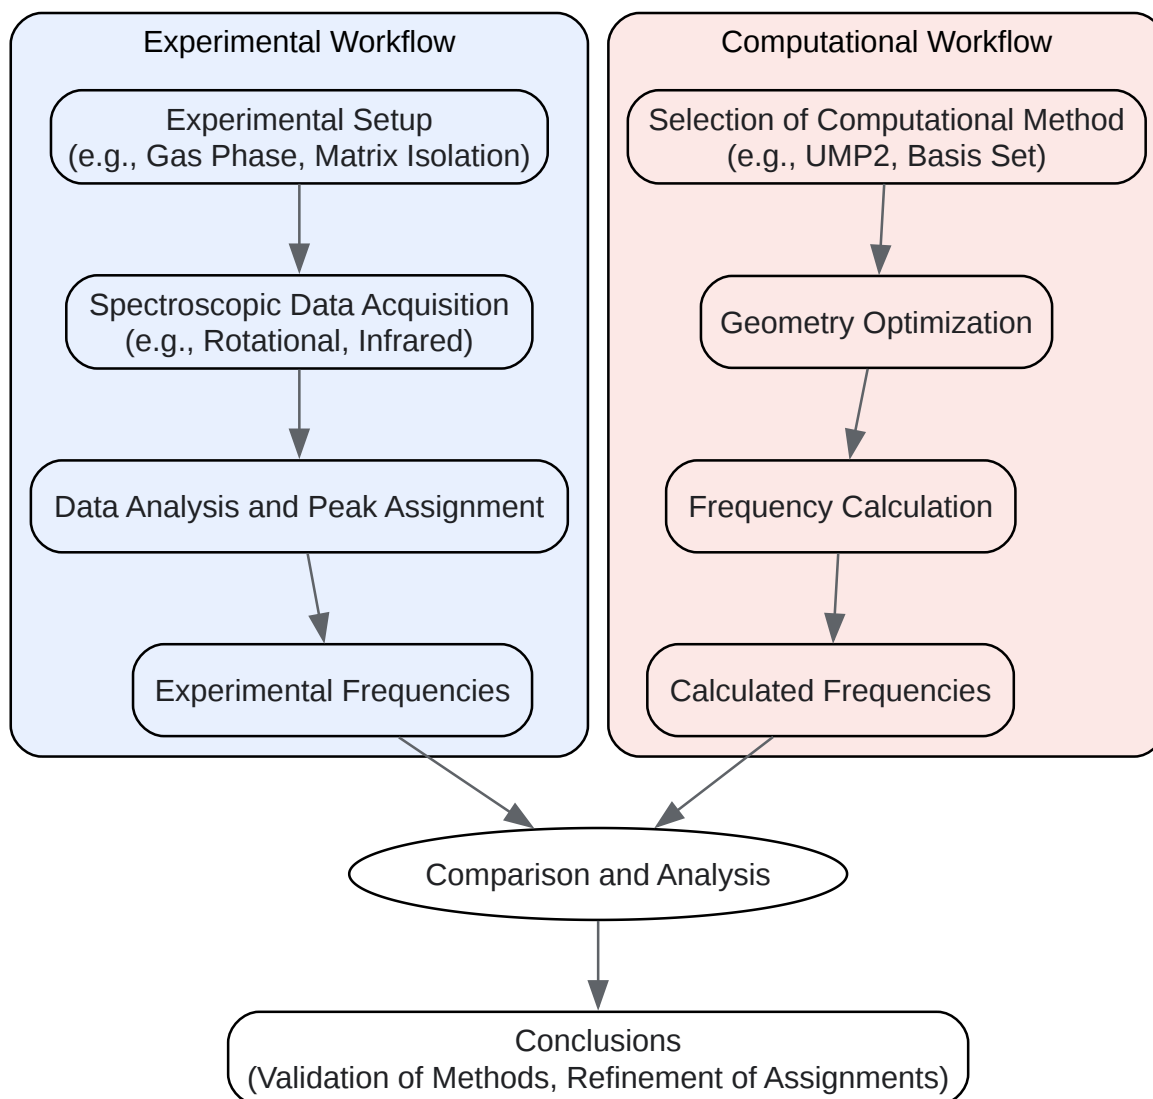 Experimental Workflow
Experimental Setup
(e.g., Gas Phase, Matrix Isolation)
Spectroscopic Data Acquisition
(e.g., Rotational, Infrared)
Data Analysis and Peak Assignment
Experimental Frequencies
Computational Workflow
Selection of Computational Method
(e.g., UMP2, Basis Set)
Geometry Optimization
Frequency Calculation
Calculated Frequencies
Comparison and Analysis
Conclusions
(Validation of Methods, Refinement of Assignments)